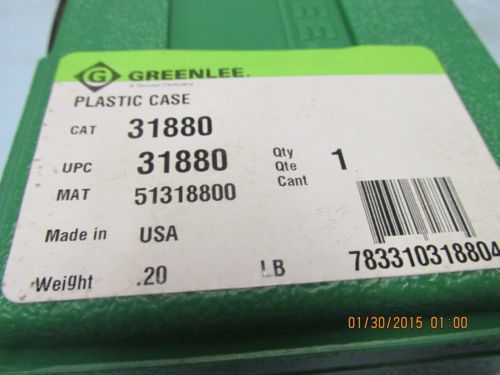 GREENLEE.
A Textron Company
PLASTIC CASE
CAT 31880
UPC 31880
Qty
Qte 1
Cant
MAT 51318800
Made in USA
Weight .20 LB
783310318804
01/30/2015 01:00